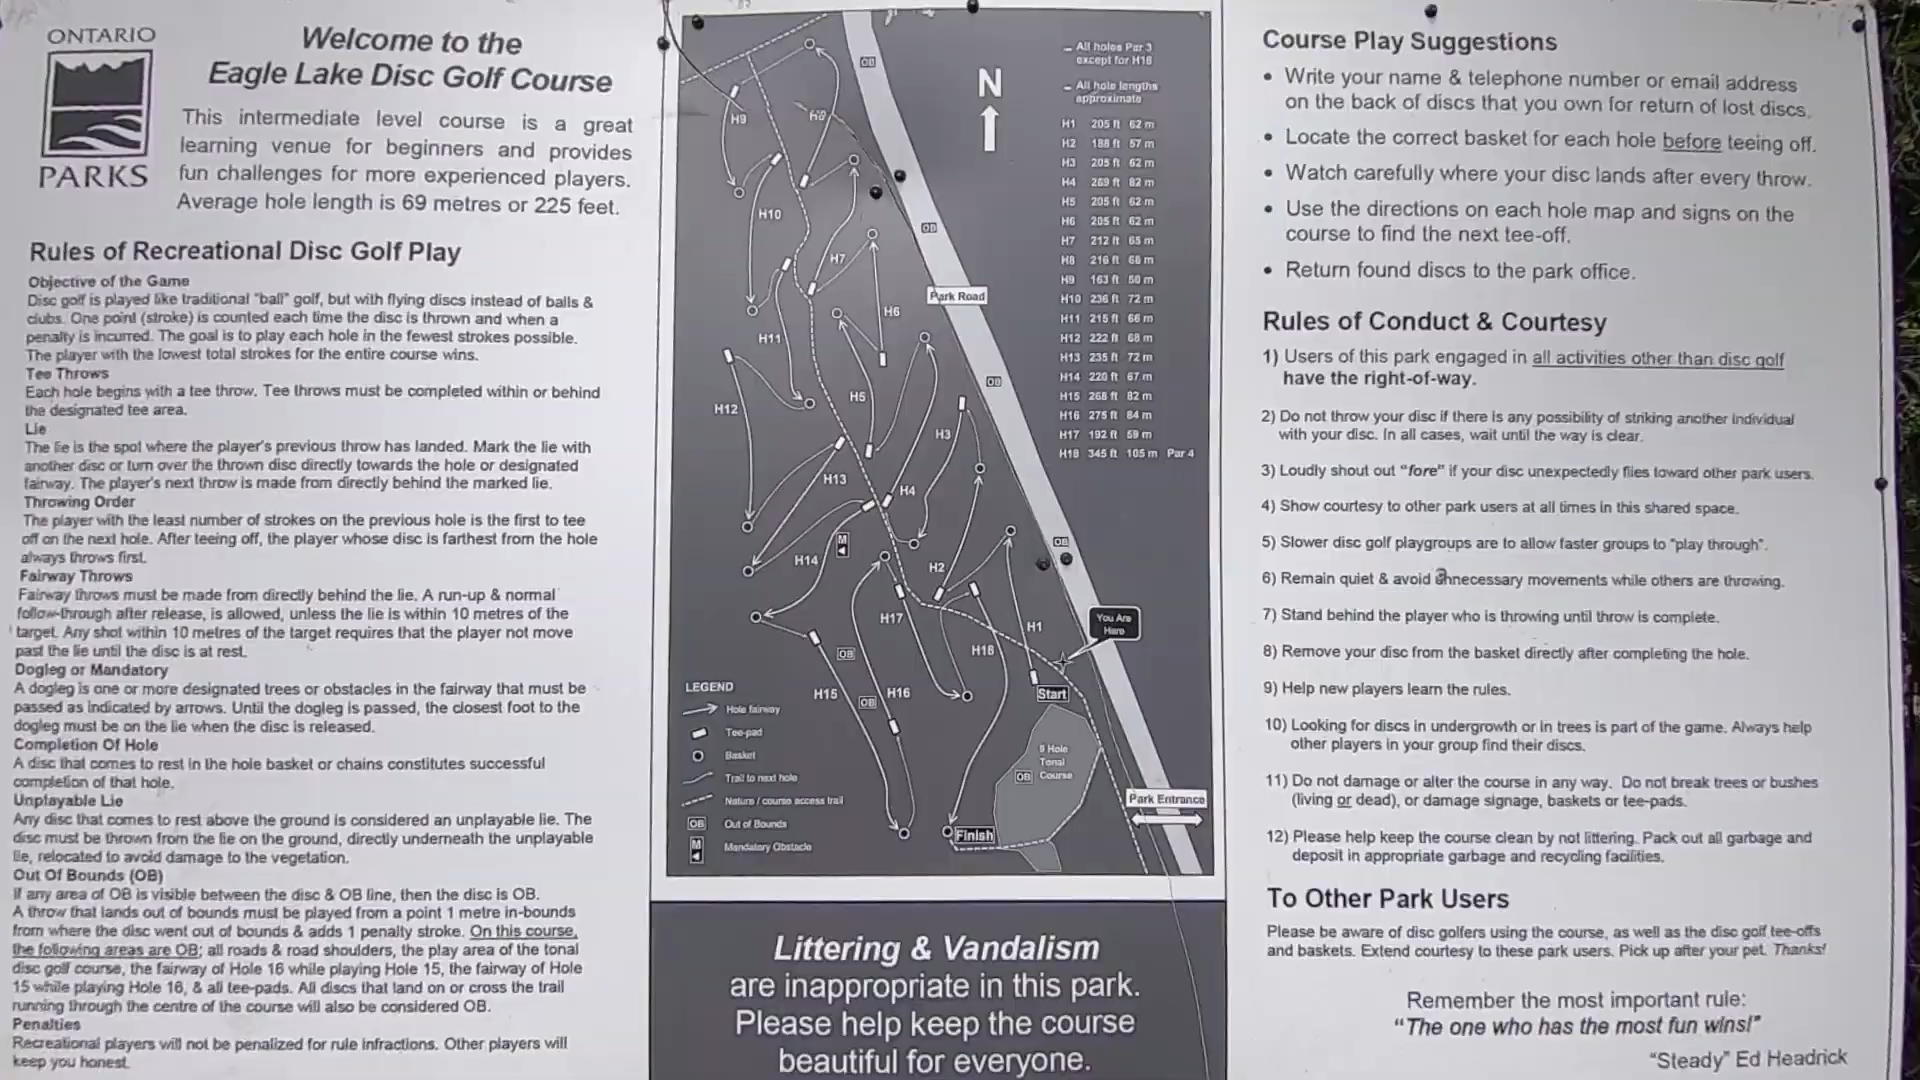 ONTARIO
PARKS
Welcome to the
Eagle Lake Disc Golf Course
This intermediate level course is a great
learning venue for beginners and provides
fun challenges for more experienced players.
Average hole length is 69 metres or 225 feet.
Rules of Recreational Disc Golf Play
Objective of the Game
Disc golf is played like traditional "ball" golf, but with flying discs instead of balls &
clubs. One point (stroke) is counted each time the disc is thrown and when a
penalty is incurred. The goal is to play each hole in the fewest strokes possible.
The player with the lowest total strokes for the entire course wins.
Tee Throws
Each hole begins with a tee throw. Tee throws must be completed within or behind
the designated tee area.
Lie
The lie is the spot where the player's previous throw has landed. Mark the lie with
another disc or turn over the thrown disc directly towards the hole or designated
fairway. The player's next throw is made from directly behind the marked lie.
Throwing Order
The player with the least number of strokes on the previous hole is the first to tee
off on the next hole. After teeing off, the player whose disc is farthest from the hole
always throws first.
Fairway Throws
Fairway throws must be made from directly behind the lie. A run-up & normal
follow-through after release, is allowed, unless the lie is within 10 metres of the
target. Any shot within 10 metres of the target requires that the player not move
past the lie until the disc is at rest.
Dogleg or Mandatory
A dogleg is one or more designated trees or obstacles in the fairway that must be
passed as indicated by arrows. Until the dogleg is passed, the closest foot to the
dogleg must be on the lie when the disc is released.
Completion Of Hole
A disc that comes to rest in the hole basket or chains constitutes successful
completion of that hole.
Unplayable Lie
Any disc that comes to rest above the ground is considered an unplayable lie. The
disc must be thrown from the lie on the ground, directly underneath the unplayable
lie, relocated to avoid damage to the vegetation.
Out Of Bounds (OB)
If any area of OB is visible between the disc & OB line, then the disc is OB.
A throw that lands out of bounds must be played from a point 1 metre in-bounds
from where the disc went out of bounds & adds 1 penalty stroke. On this course,
the following areas are OB; all roads & road shoulders, the play area of the tonal
disc golf course, the fairway of Hole 16 while playing Hole 15, the fairway of Hole
15 while playing Hole 16, & all tee-pads. All discs that land on or cross the trail
running through the centre of the course will also be considered OB.
Penalties
Recreational players will not be penalized for rule infractions. Other players will
keep you honest.
N
– All holes Par 3
except for H18
– All hole lengths
approximate
H1 205 ft 62 m
H2 188 ft 57 m
H3 205 ft 62 m
H4 269 ft 82 m
H5 205 ft 62 m
H6 205 ft 62 m
H7 212 ft 65 m
H8 216 ft 66 m
H9 163 ft 50 m
H10 236 ft 72 m
H11 215 ft 66 m
H12 222 ft 68 m
H13 235 ft 72 m
H14 220 ft 67 m
H15 268 ft 82 m
H16 275 ft 84 m
H17 192 ft 59 m
H18 345 ft 105 m Par 4
OB
H9
H8
H10
OB
H7
Park Road
H6
H11
OB
H5
H12
H3
H13
H4
OB
M
H14
H2
You Are
Here
H17
H1
H18
OB
Start
H15
OB
H16
9 Hole
Tonal
OB Course
Park Entrance
Finish
LEGEND
Hole fairway
Tee-pad
Basket
Trail to next hole
Nature / course access trail
OB Out of Bounds
M Mandatory Obstacle
Littering & Vandalism
are inappropriate in this park.
Please help keep the course
beautiful for everyone.
Course Play Suggestions
• Write your name & telephone number or email address
on the back of discs that you own for return of lost discs.
• Locate the correct basket for each hole before teeing off.
• Watch carefully where your disc lands after every throw.
• Use the directions on each hole map and signs on the
course to find the next tee-off.
• Return found discs to the park office.
Rules of Conduct & Courtesy
1) Users of this park engaged in all activities other than disc golf
have the right-of-way.
2) Do not throw your disc if there is any possibility of striking another individual
with your disc. In all cases, wait until the way is clear.
3) Loudly shout out "fore" if your disc unexpectedly flies toward other park users.
4) Show courtesy to other park users at all times in this shared space.
5) Slower disc golf playgroups are to allow faster groups to "play through".
6) Remain quiet & avoid unnecessary movements while others are throwing.
7) Stand behind the player who is throwing until throw is complete.
8) Remove your disc from the basket directly after completing the hole.
9) Help new players learn the rules.
10) Looking for discs in undergrowth or in trees is part of the game. Always help
other players in your group find their discs.
11) Do not damage or alter the course in any way. Do not break trees or bushes
(living or dead), or damage signage, baskets or tee-pads.
12) Please help keep the course clean by not littering. Pack out all garbage and
deposit in appropriate garbage and recycling facilities.
To Other Park Users
Please be aware of disc golfers using the course, as well as the disc golf tee-offs
and baskets. Extend courtesy to these park users. Pick up after your pet. Thanks!
Remember the most important rule:
"The one who has the most fun wins!"
"Steady" Ed Headrick